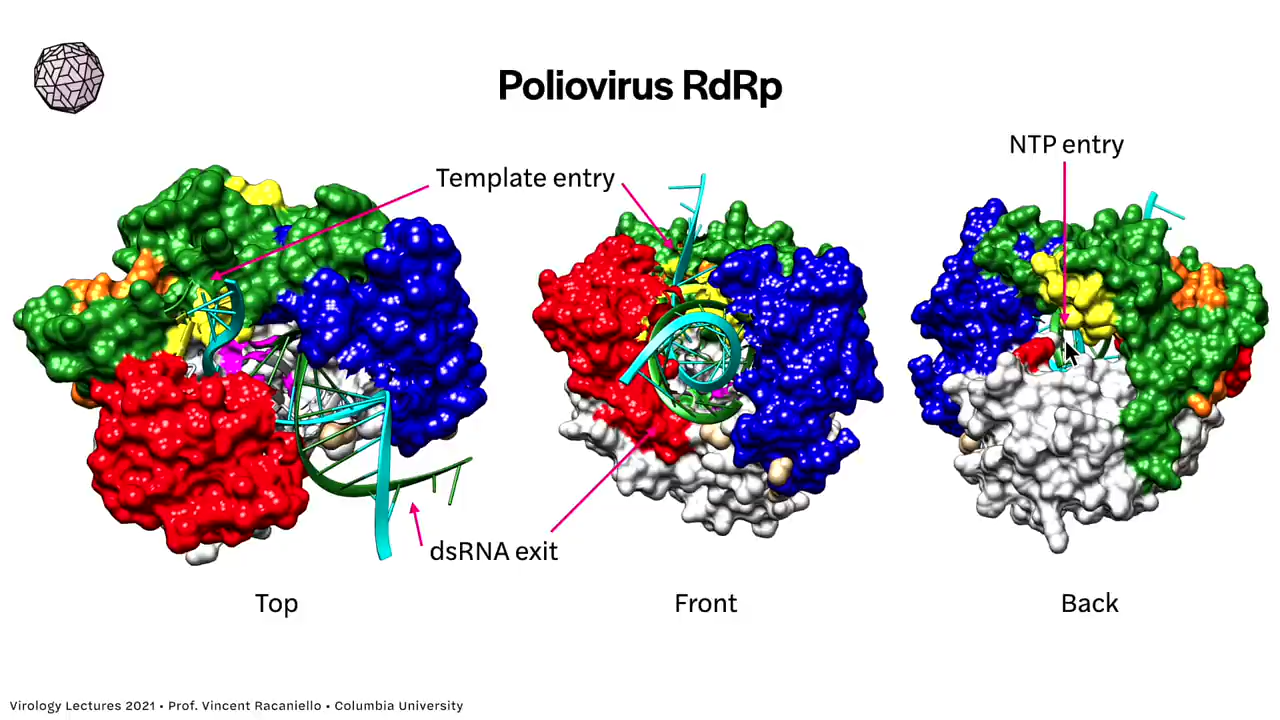 Poliovirus RdRp
Template entry
NTP entry
dsRNA exit
Top
Front
Back
Virology Lectures 2021 • Prof. Vincent Racaniello • Columbia University